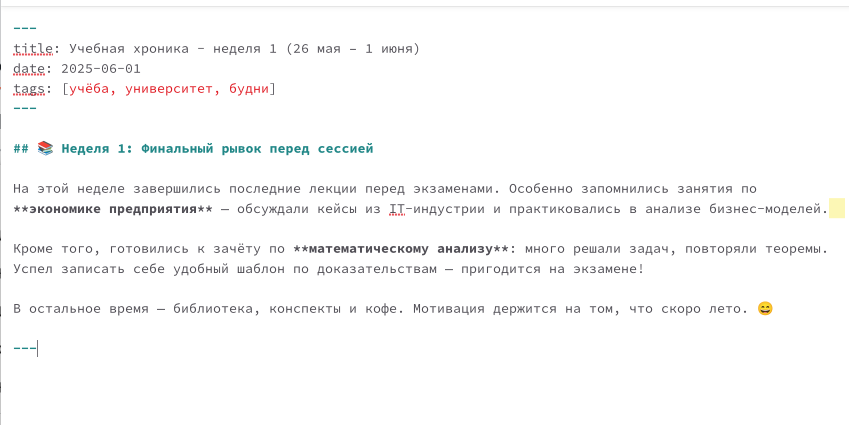 ---
title: Учебная хроника - неделя 1 (26 мая – 1 июня)
date: 2025-06-01
tags: [учёба, университет, будни]
---
## 📚 Неделя 1: Финальный рывок перед сессией
На этой неделе завершились последние лекции перед экзаменами. Особенно запомнились занятия по
**экономике предприятия** — обсуждали кейсы из IT-индустрии и практиковались в анализе бизнес-моделей.
Кроме того, готовились к зачёту по **математическому анализу**: много решали задач, повторяли теоремы.
Успел записать себе удобный шаблон по доказательствам — пригодится на экзамене!
В остальное время — библиотека, конспекты и кофе. Мотивация держится на том, что скоро лето. 😄
---